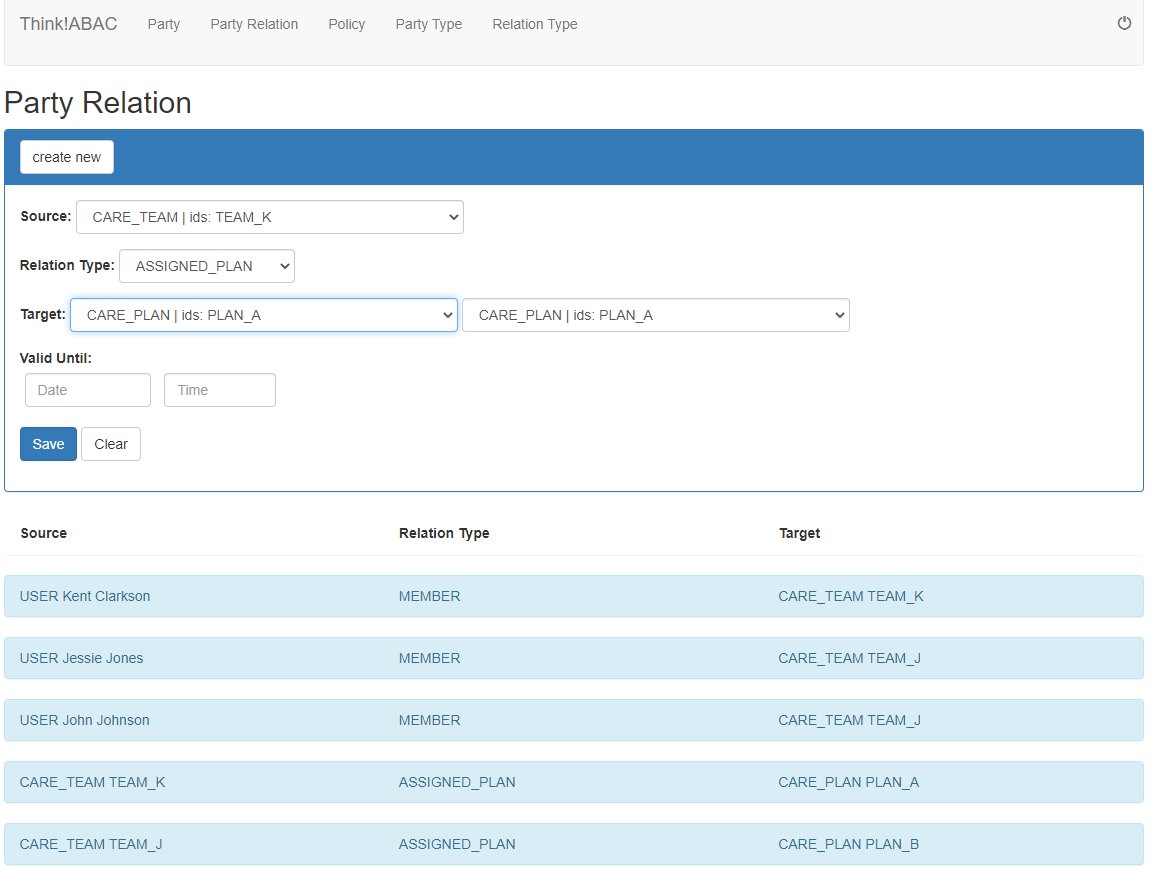 Think!ABAC Party Party Relation Policy Party Type Relation Type
Party Relation
create new
Source: CARE_TEAM | ids: TEAM_K
Relation Type: ASSIGNED_PLAN
Target: CARE_PLAN | ids: PLAN_A CARE_PLAN | ids: PLAN_A
Valid Until:
Date Time
Save Clear
Source Relation Type Target
USER Kent Clarkson MEMBER CARE_TEAM TEAM_K
USER Jessie Jones MEMBER CARE_TEAM TEAM_J
USER John Johnson MEMBER CARE_TEAM TEAM_J
CARE_TEAM TEAM_K ASSIGNED_PLAN CARE_PLAN PLAN_A
CARE_TEAM TEAM_J ASSIGNED_PLAN CARE_PLAN PLAN_B